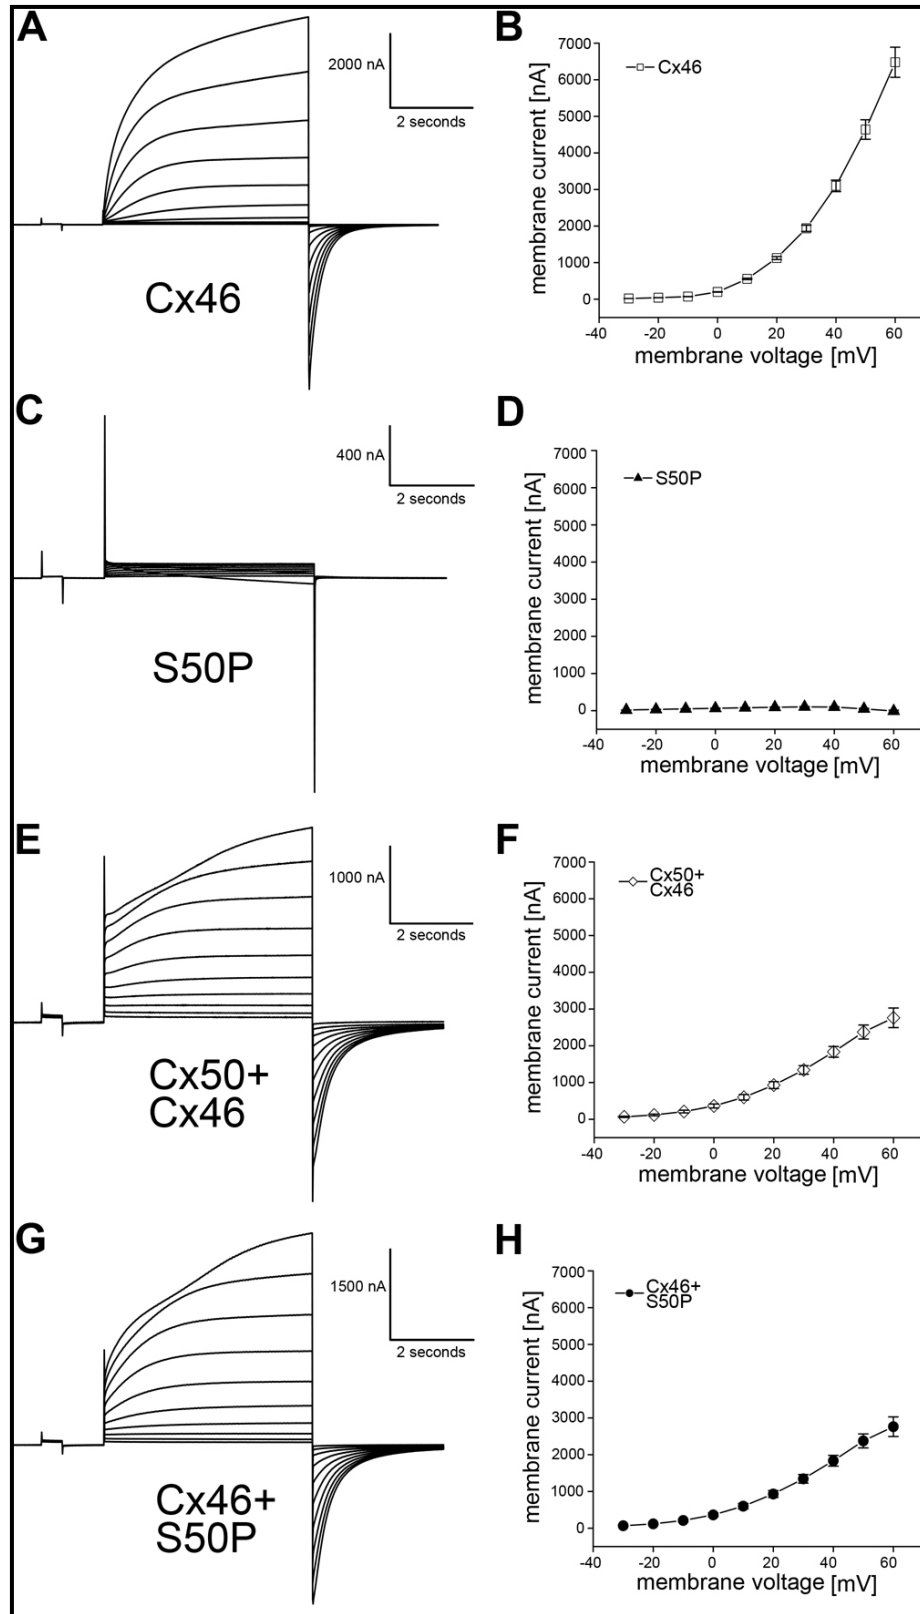 A
2000 nA
2 seconds
Cx46
B
Cx46
membrane current [nA]
7000
6000
5000
4000
3000
2000
1000
0
-40 -20 0 20 40 60
membrane voltage [mV]
C
400 nA
2 seconds
S50P
D
S50P
membrane current [nA]
7000
6000
5000
4000
3000
2000
1000
0
-40 -20 0 20 40 60
membrane voltage [mV]
E
1000 nA
2 seconds
Cx50+
Cx46
F
Cx50+
Cx46
membrane current [nA]
7000
6000
5000
4000
3000
2000
1000
0
-40 -20 0 20 40 60
membrane voltage [mV]
G
1500 nA
2 seconds
Cx46+
S50P
H
Cx46+
S50P
membrane current [nA]
7000
6000
5000
4000
3000
2000
1000
0
-40 -20 0 20 40 60
membrane voltage [mV]